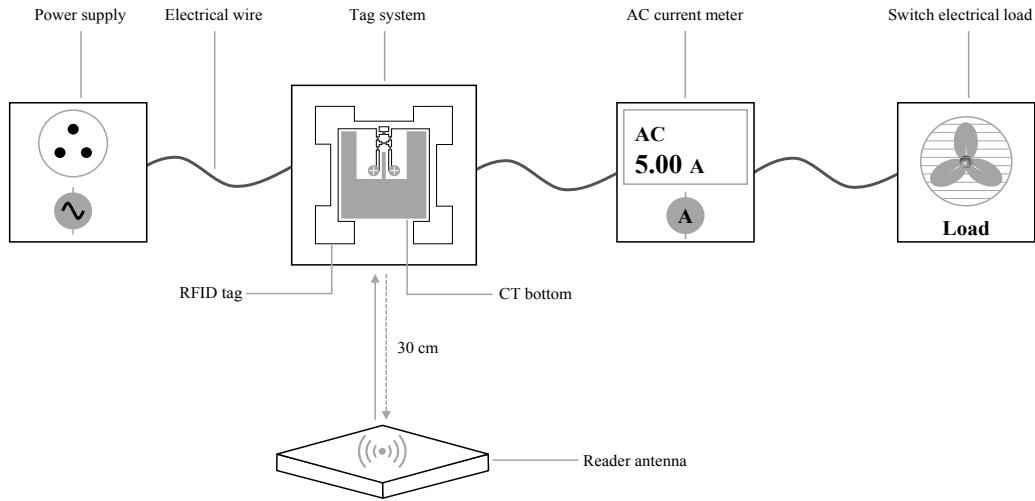 Power supply
Electrical wire
Tag system
AC current meter
Switch electrical load
AC
5.00 A
A
Load
RFID tag
CT bottom
30 cm
Reader antenna